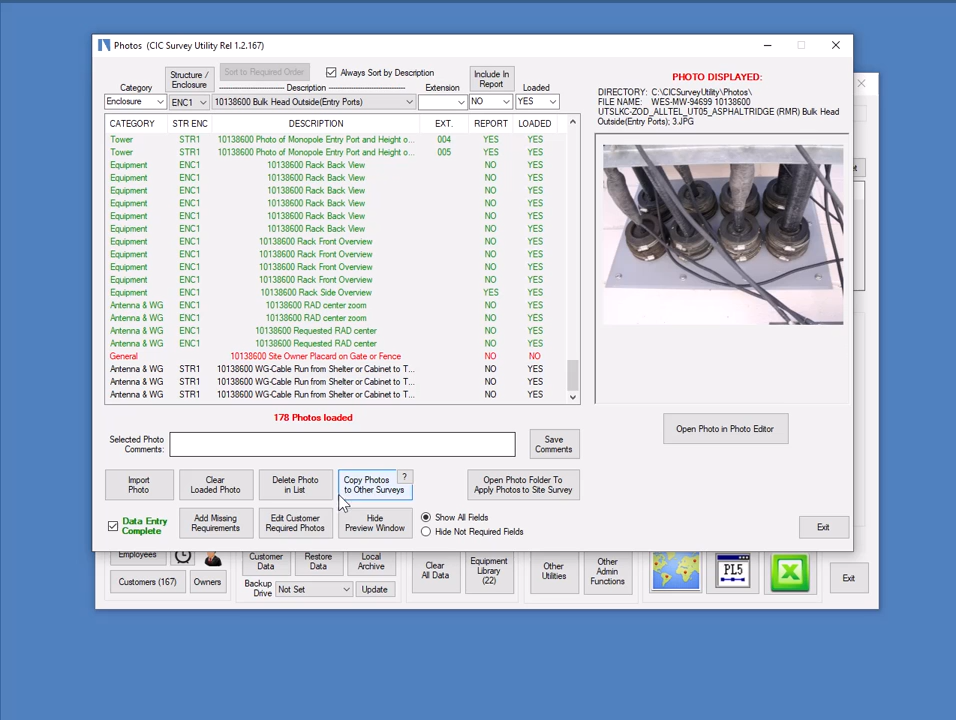 Photos (CIC Survey Utility Rel 1.2.167)
Category
Structure /
Enclosure
Sort to Required Order
Always Sort by Description
Description
Extension
Include In
Report
Loaded
Enclosure
ENC1
10138600 Bulk Head Outside(Entry Ports)
NO
YES
CATEGORY STR ENC DESCRIPTION EXT. REPORT LOADED
Tower STR1 10138600 Photo of Monopole Entry Port and Height o... 004 YES YES
Tower STR1 10138600 Photo of Monopole Entry Port and Height o... 005 YES YES
Equipment ENC1 10138600 Rack Back View NO YES
Equipment ENC1 10138600 Rack Back View NO YES
Equipment ENC1 10138600 Rack Back View NO YES
Equipment ENC1 10138600 Rack Back View NO YES
Equipment ENC1 10138600 Rack Back View NO YES
Equipment ENC1 10138600 Rack Back View NO YES
Equipment ENC1 10138600 Rack Front Overview NO YES
Equipment ENC1 10138600 Rack Front Overview NO YES
Equipment ENC1 10138600 Rack Front Overview NO YES
Equipment ENC1 10138600 Rack Front Overview NO YES
Equipment ENC1 10138600 Rack Side Overview YES YES
Antenna & WG ENC1 10138600 RAD center zoom NO YES
Antenna & WG ENC1 10138600 RAD center zoom NO YES
Antenna & WG ENC1 10138600 Requested RAD center NO YES
Antenna & WG ENC1 10138600 Requested RAD center NO YES
General 10138600 Site Owner Placard on Gate or Fence NO NO
Antenna & WG STR1 10138600 WG-Cable Run from Shelter or Cabinet to T... NO YES
Antenna & WG STR1 10138600 WG-Cable Run from Shelter or Cabinet to T... NO YES
Antenna & WG STR1 10138600 WG-Cable Run from Shelter or Cabinet to T... NO YES
178 Photos loaded
Selected Photo
Comments:
Save
Comments
Import
Photo
Clear
Loaded Photo
Delete Photo
in List
Copy Photos
to Other Surveys
?
Open Photo Folder To
Apply Photos to Site Survey
Data Entry
Complete
Add Missing
Requirements
Edit Customer
Required Photos
Hide
Preview Window
Show All Fields
Hide Not Required Fields
PHOTO DISPLAYED:
DIRECTORY: C:\CICSurveyUtility\Photos\
FILE NAME: WES-MW-94699 10138600
UTSLKC-ZOD_ALLTEL_UT05_ASPHALTRIDGE (RMR) Bulk Head
Outside(Entry Ports); 3.JPG
Open Photo in Photo Editor
Exit
Employees
Customers (167)
Owners
Customer
Data
Restore
Data
Local
Archive
Backup
Drive
Not Set
Update
Clear
All Data
Equipment
Library
(22)
Other
Utilities
Other
Admin
Functions
PL5
Exit